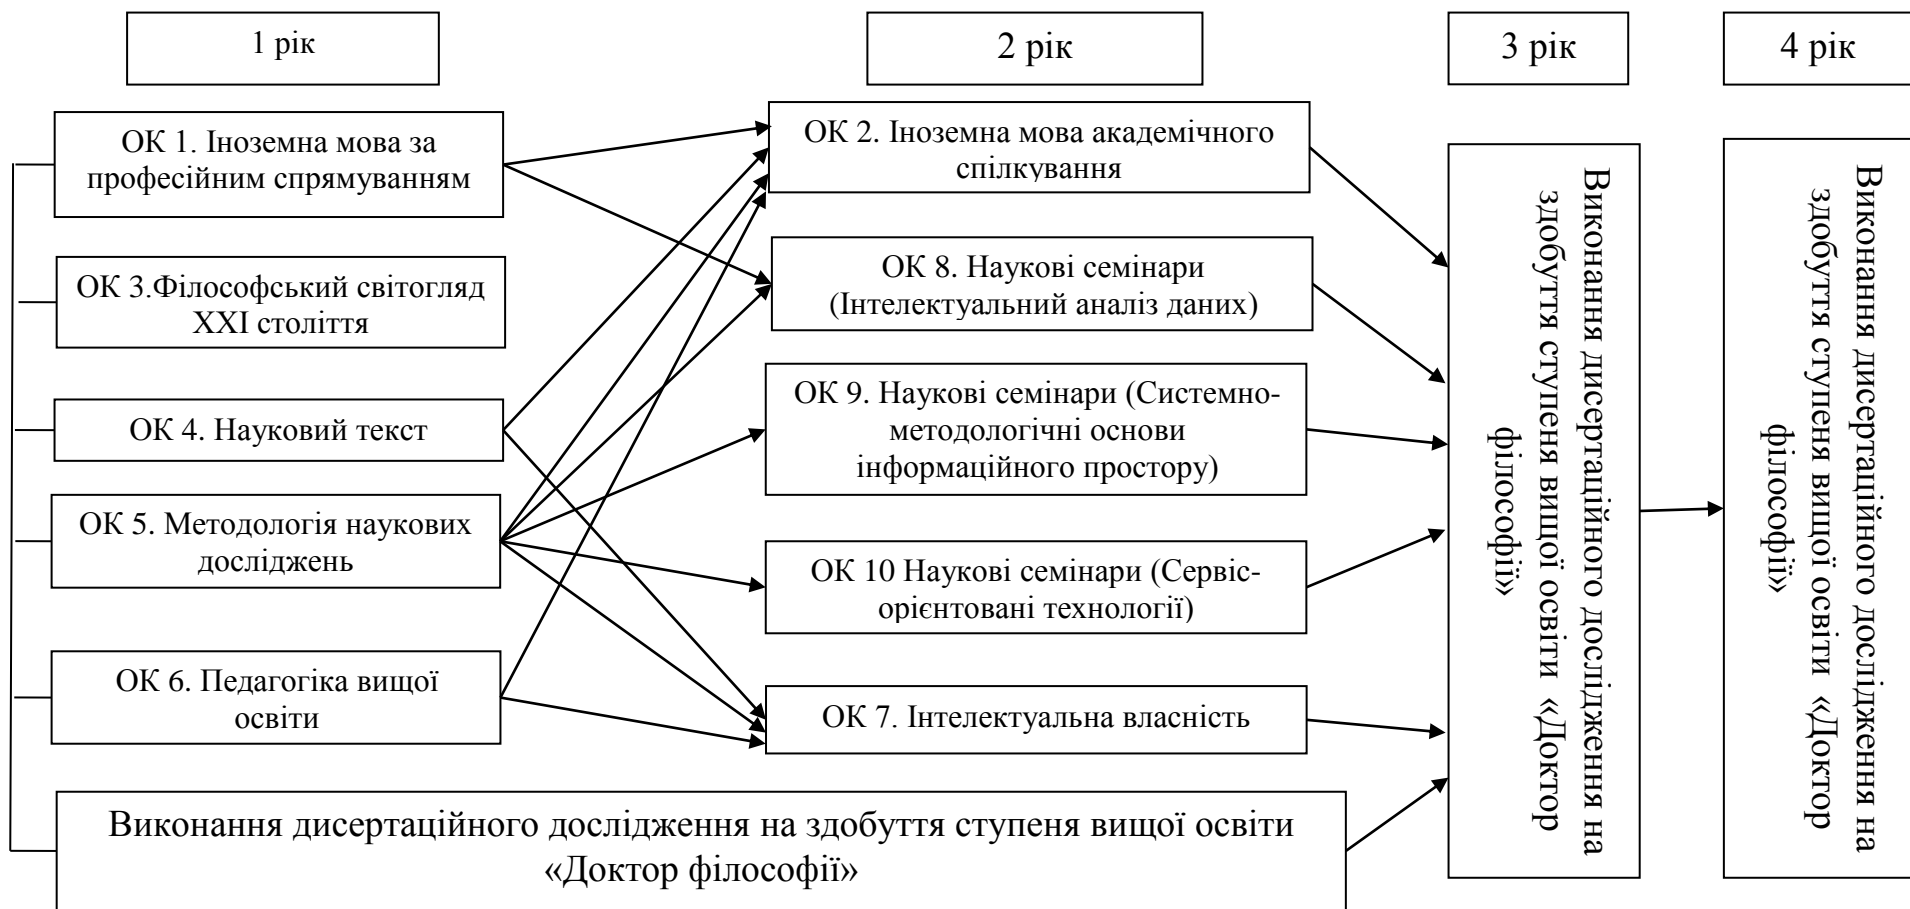 1 рік
2 рік
3 рік
4 рік
ОК 1. Іноземна мова за
професійним спрямуванням
ОК 3.Філософський світогляд
ХХІ століття
ОК 4. Науковий текст
ОК 5. Методологія наукових
досліджень
ОК 6. Педагогіка вищої
освіти
ОК 2. Іноземна мова академічного
спілкування
ОК 8. Наукові семінари
(Інтелектуальний аналіз даних)
ОК 9. Наукові семінари (Системно-
методологічні основи
інформаційного простору)
ОК 10 Наукові семінари (Сервіс-
орієнтовані технології)
ОК 7. Інтелектуальна власність
Виконання дисертаційного дослідження на здобуття ступеня вищої освіти
«Доктор філософії»
Виконання дисертаційного дослідження на
здобуття ступеня вищої освіти «Доктор
філософії»
Виконання дисертаційного дослідження на
здобуття ступеня вищої освіти «Доктор
філософії»